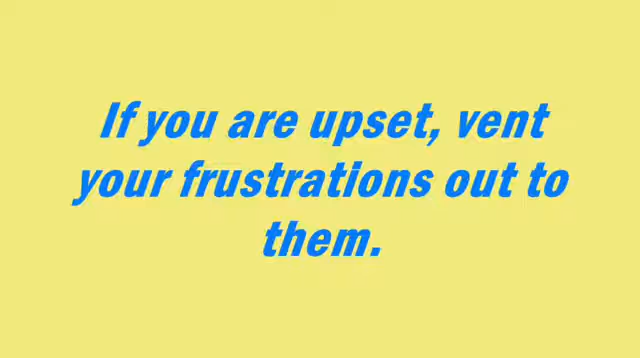 If you are upset, vent
your frustrations out to
them.